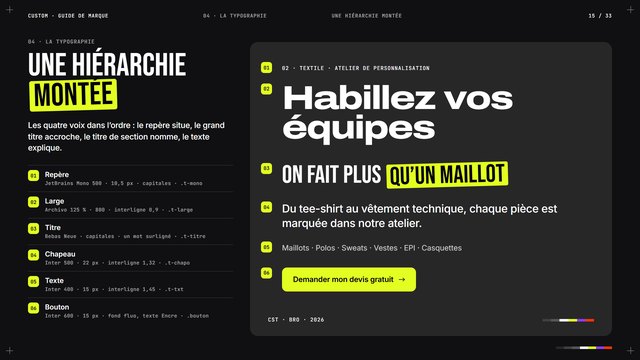 CUSTOM · GUIDE DE MARQUE
04 · LA TYPOGRAPHIE
UNE HIÉRARCHIE MONTÉE
15 / 33
04 · LA TYPOGRAPHIE
UNE HIÉRARCHIE
MONTÉE
Les quatre voix dans l'ordre : le repère situe, le grand
titre accroche, le titre de section nomme, le texte
explique.
01 Repère
JetBrains Mono 500 · 10,5 px · capitales · .t-mono
02 Large
Archivo 125 % · 800 · interligne 0,9 · .t-large
03 Titre
Bebas Neue · capitales · un mot surligné · .t-titre
04 Chapeau
Inter 500 · 22 px · interligne 1,32 · .t-chapo
05 Texte
Inter 400 · 15 px · interligne 1,45 · .t-txt
06 Bouton
Inter 600 · 15 px · fond fluo, texte Encre · .bouton
01 02 · TEXTILE · ATELIER DE PERSONNALISATION
02 Habillez vos
équipes
03 ON FAIT PLUS QU'UN MAILLOT
04 Du tee-shirt au vêtement technique, chaque pièce est
marquée dans notre atelier.
05 Maillots · Polos · Sweats · Vestes · EPI · Casquettes
06 Demander mon devis gratuit →
CST · BRO · 2026